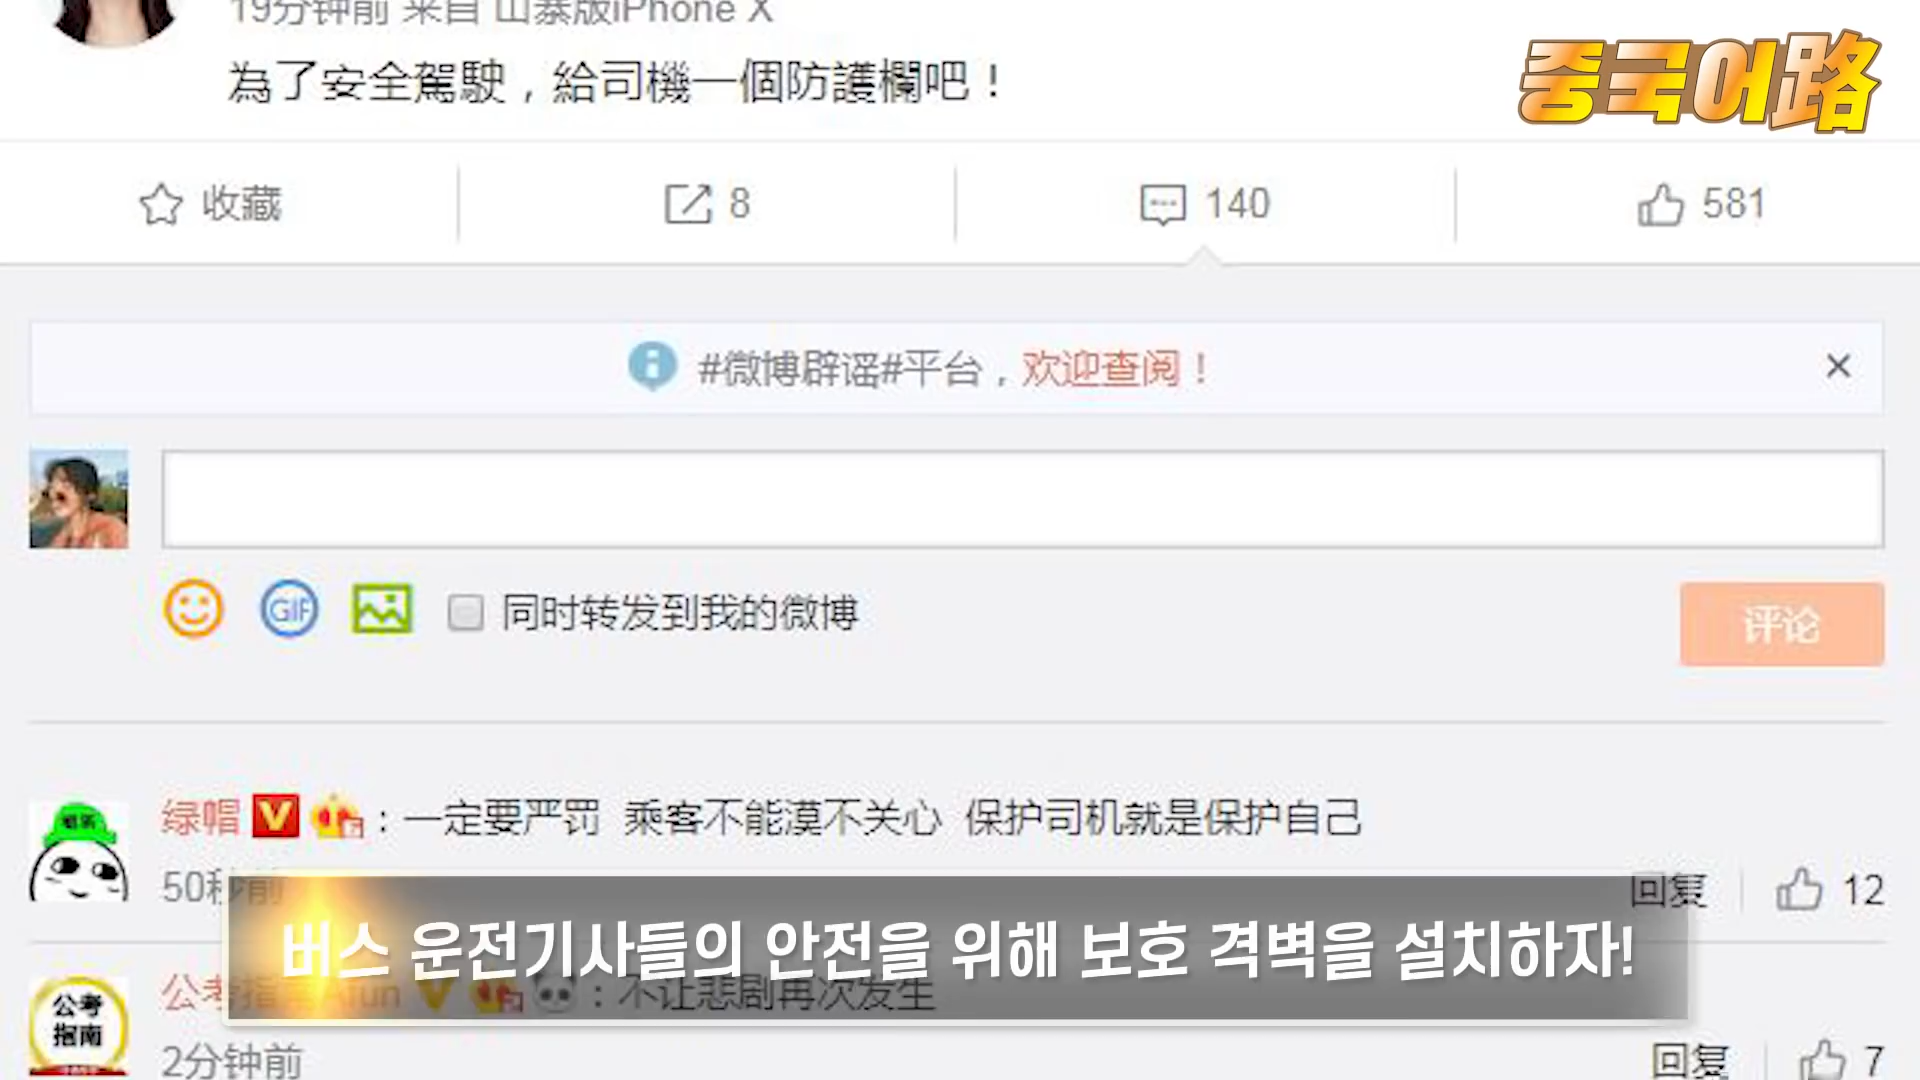 19分钟前 来自 山寨版iPhone X
중국어路
為了安全駕駛，給司機一個防護欄吧！
收藏
8
140
581
#微博辟谣#平台，欢迎查阅！
GIF
同时转发到我的微博
评论
绿帽 V ：一定要严罚 乘客不能漠不关心 保护司机就是保护自己
50秒前
回复
12
버스 운전기사들의 안전을 위해 보호 격벽을 설치하자!
公考指南
：不让悲剧再次发生
2分钟前
回复
7